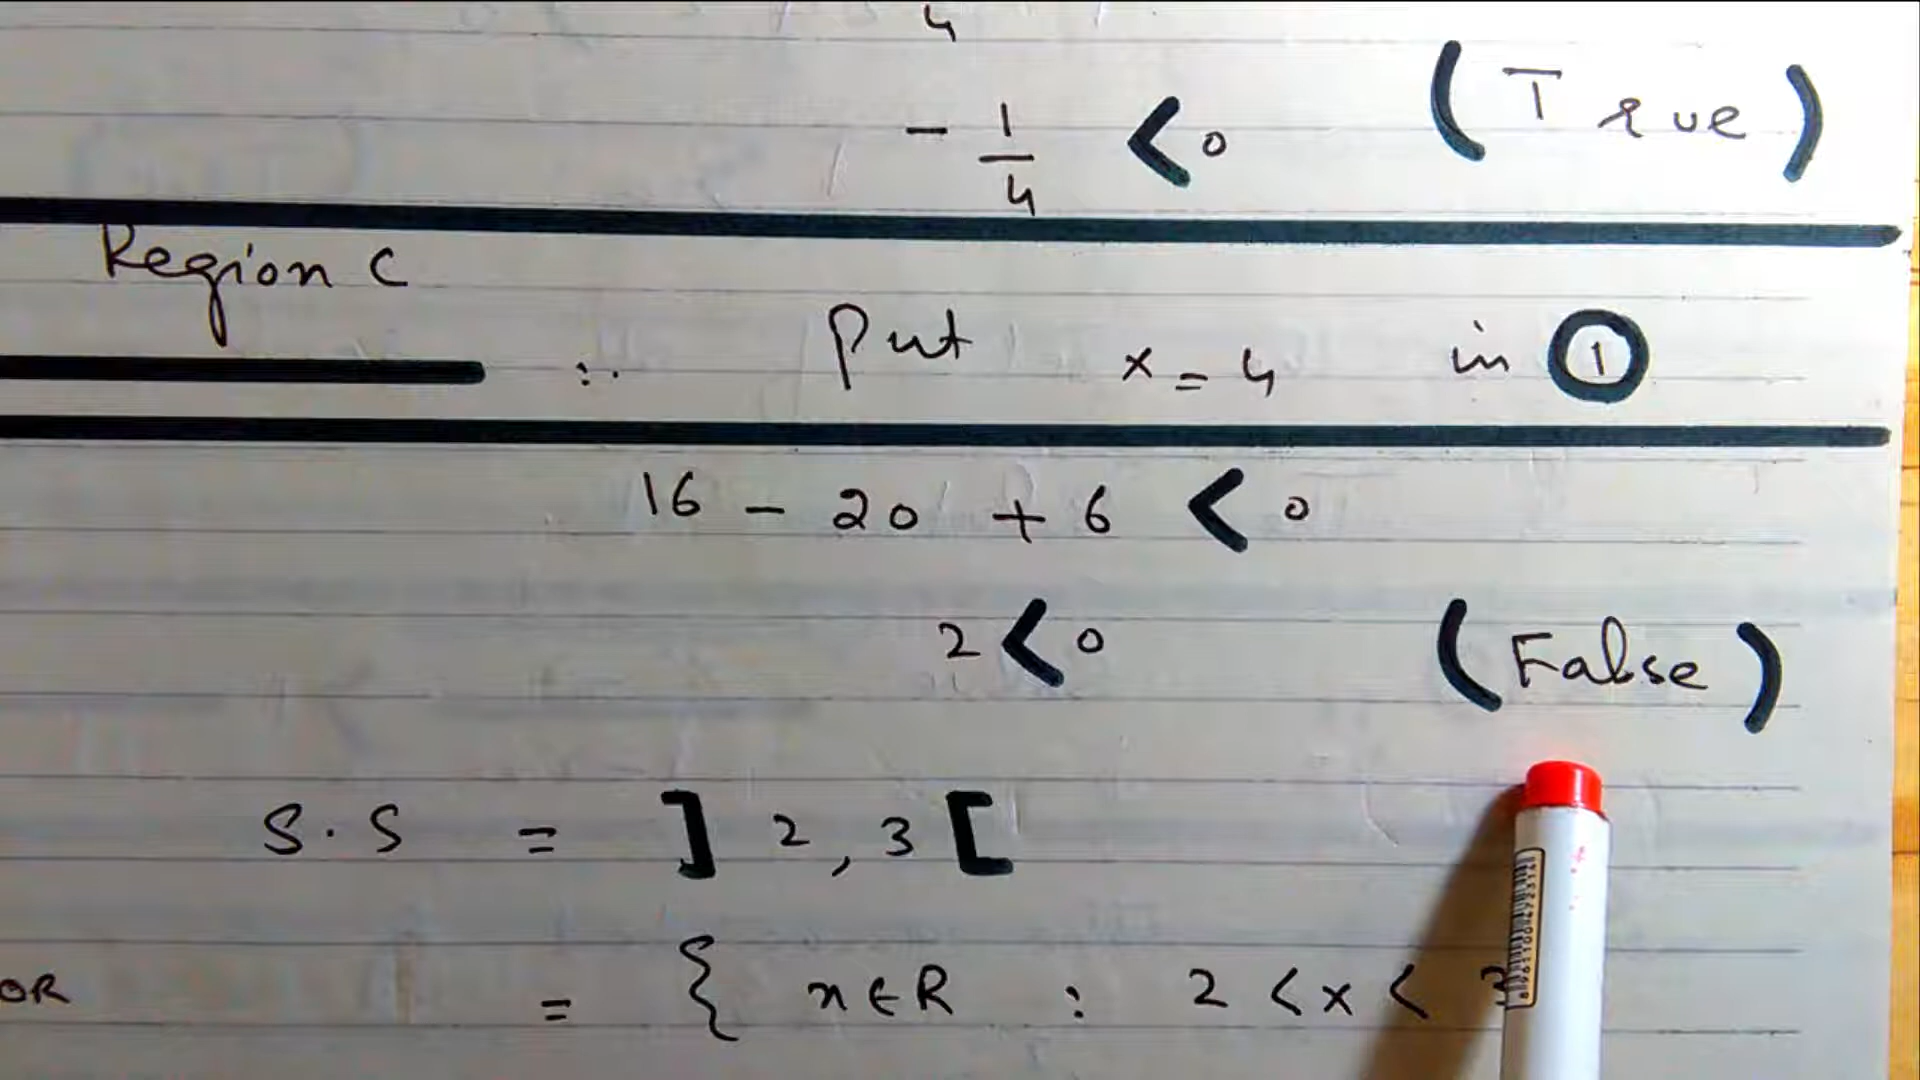 4
- 1/4 < 0 (True)
Region C
∴ Put x = 4 in ①
16 - 20 + 6 < 0
2 < 0 (False)
S.S = ] 2, 3 [
OR = { x ∈ R : 2 < x <